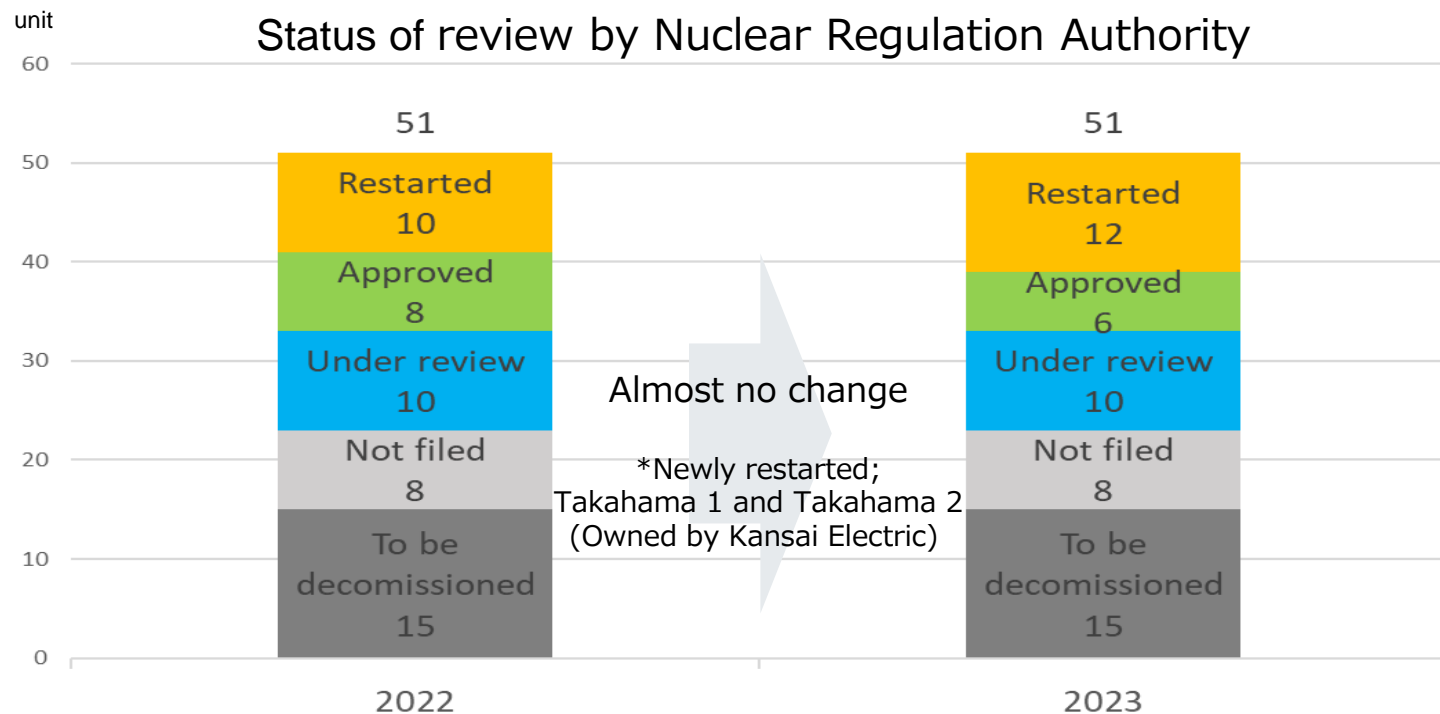 unit
Status of review by Nuclear Regulation Authority
60
50
40
30
20
10
0
51
Restarted
10
Approved
8
Under review
10
Not filed
8
To be
decomissioned
15
2022
Almost no change
*Newly restarted;
Takahama 1 and Takahama 2
(Owned by Kansai Electric)
51
Restarted
12
Approved
6
Under review
10
Not filed
8
To be
decomissioned
15
2023